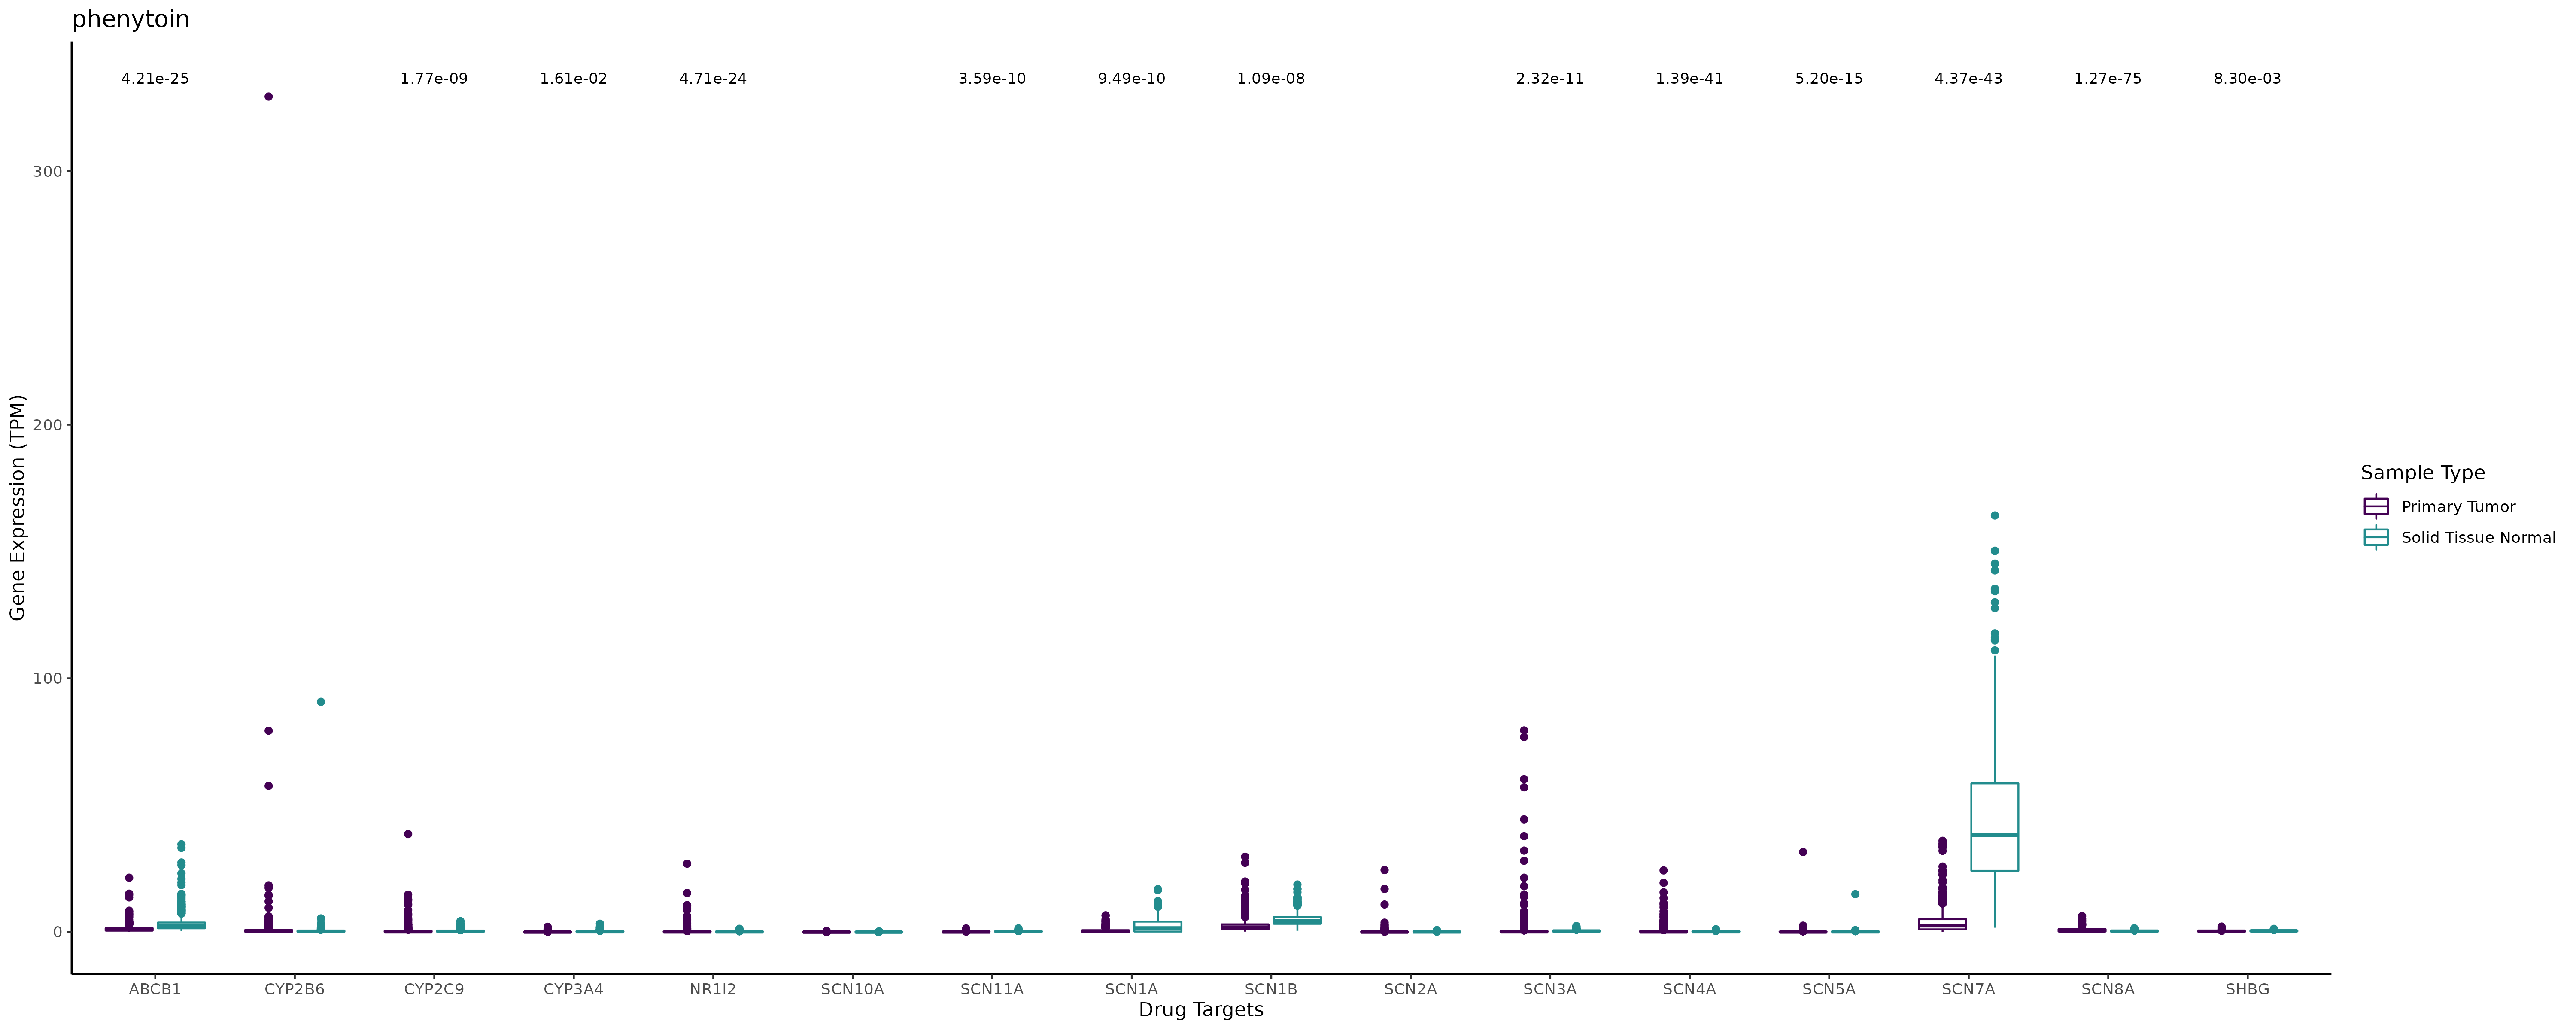 phenytoin
4.21e-25 1.77e-09 1.61e-02 4.71e-24 3.59e-10 9.49e-10 1.09e-08 2.32e-11 1.39e-41 5.20e-15 4.37e-43 1.27e-75 8.30e-03
300
200
100
0
Gene Expression (TPM)
ABCB1 CYP2B6 CYP2C9 CYP3A4 NR1I2 SCN10A SCN11A SCN1A SCN1B SCN2A SCN3A SCN4A SCN5A SCN7A SCN8A SHBG
Drug Targets
Sample Type
Primary Tumor
Solid Tissue Normal